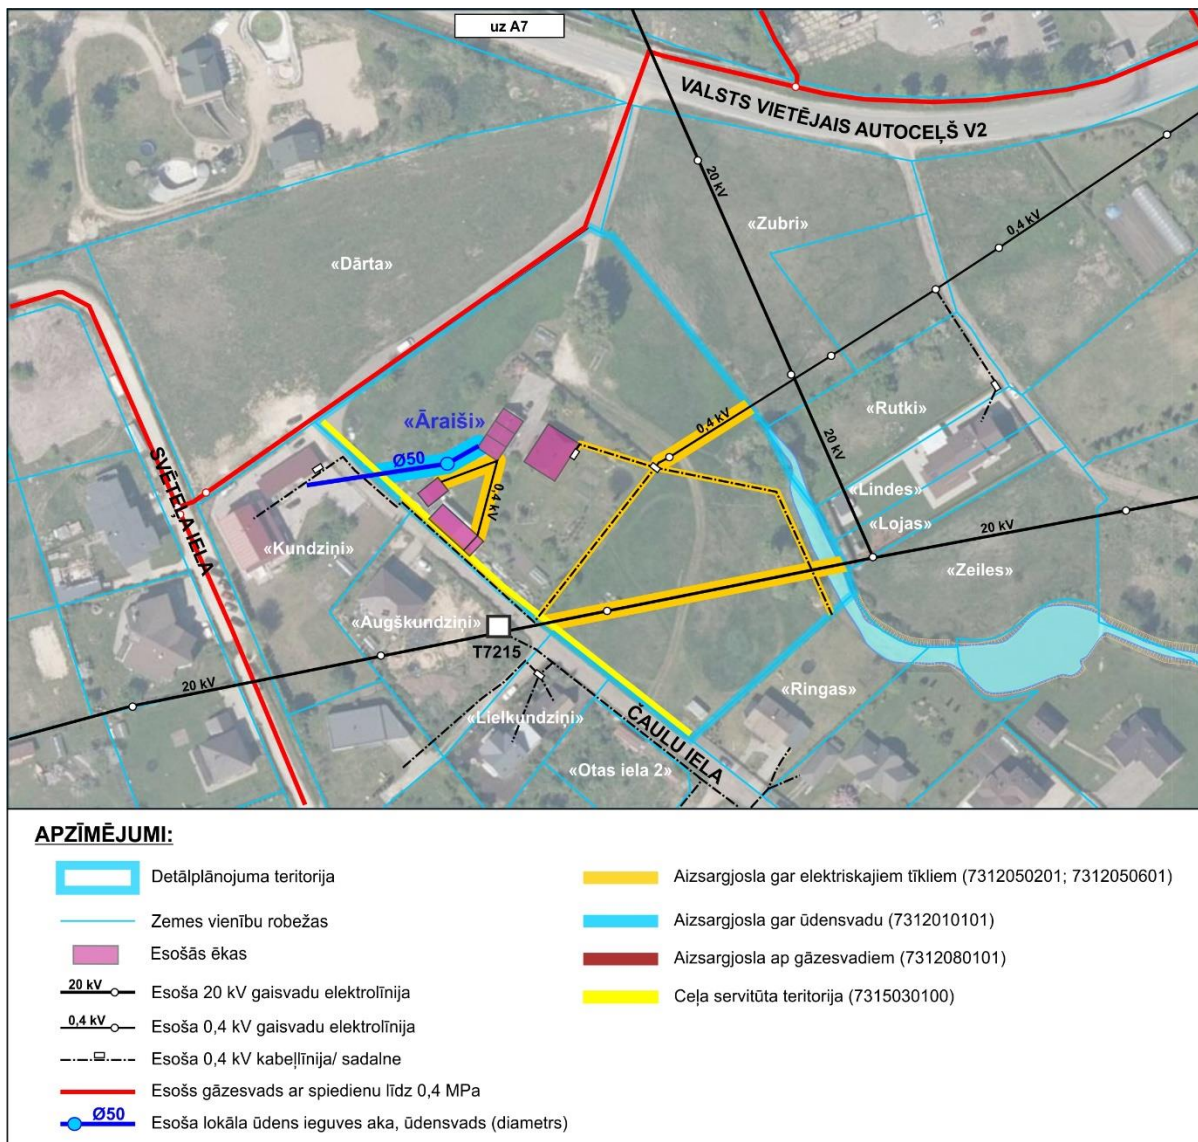 uz A7
VALSTS VIETĒJAIS AUTOCEĻŠ V2
20 kV
«Zubri»
0,4 kV
«Dārta»
«Āraiši»
0,4 kV
«Rutki»
20 kV
Ø50
SVĒTEĻA IELA
0,4 kV
«Lindes»
«Lojas»
20 kV
«Kundziņi»
«Zeiles»
«Augškundziņi»
T7215
20 kV
«Ringas»
«Lielkundziņi»
ČAULU IELA
«Otas iela 2»
APZĪMĒJUMI:
Detālplānojuma teritorija
Zemes vienību robežas
Esošās ēkas
20 kV Esoša 20 kV gaisvadu elektrolīnija
0,4 kV Esoša 0,4 kV gaisvadu elektrolīnija
Esoša 0,4 kV kabeļlīnija/ sadalne
Esošs gāzesvads ar spiedienu līdz 0,4 MPa
Ø50 Esoša lokāla ūdens ieguves aka, ūdensvads (diametrs)
Aizsargjosla gar elektriskajiem tīkliem (7312050201; 7312050601)
Aizsargjosla gar ūdensvadu (7312010101)
Aizsargjosla ap gāzesvadiem (7312080101)
Ceļa servitūta teritorija (7315030100)